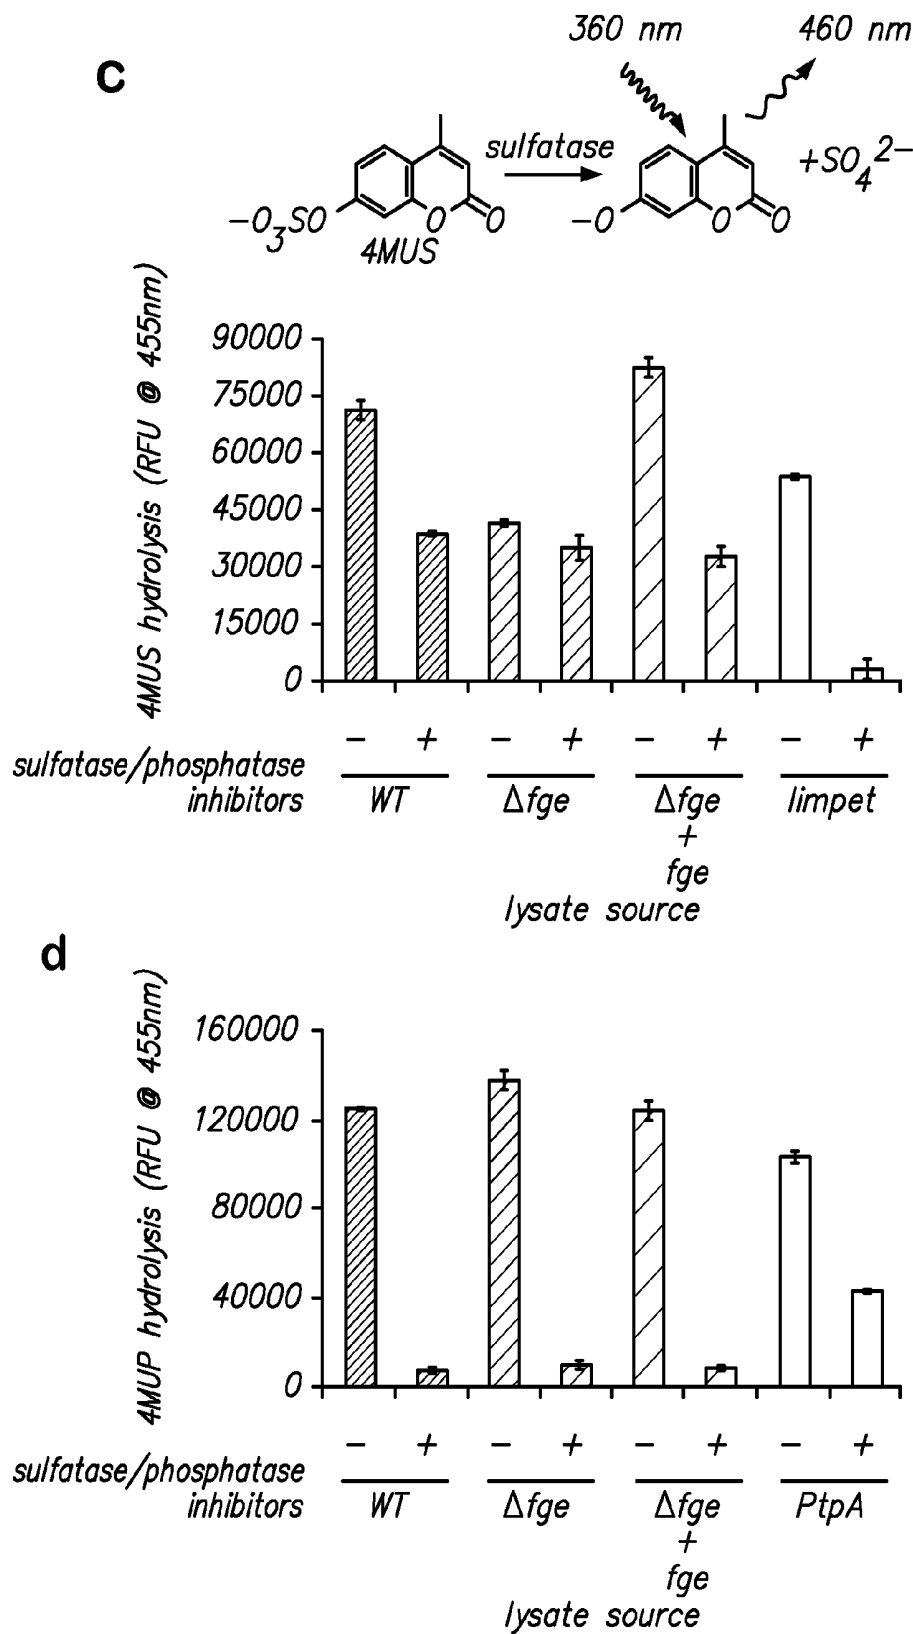 c
360 nm 460 nm
sulfatase
+SO4 2−
−O3SO O O −O O O
4MUS
4MUS hydrolysis (RFU @ 455nm)
90000
75000
60000
45000
30000
15000
0
− + − + − + − +
sulfatase/phosphatase
inhibitors WT Δfge Δfge limpet
+
fge
lysate source
d
4MUP hydrolysis (RFU @ 455nm)
160000
120000
80000
40000
0
− + − + − + − +
sulfatase/phosphatase
inhibitors WT Δfge Δfge PtpA
+
fge
lysate source